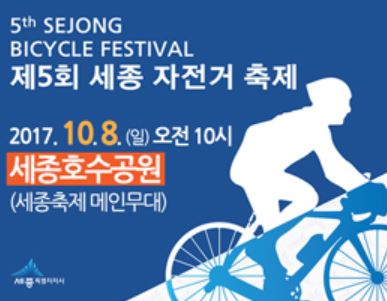 5th SEJONG
BICYCLE FESTIVAL
제5회 세종 자전거 축제
2017. 10. 8. (일) 오전 10시
세종호수공원
(세종축제 메인무대)
세종특별자치시